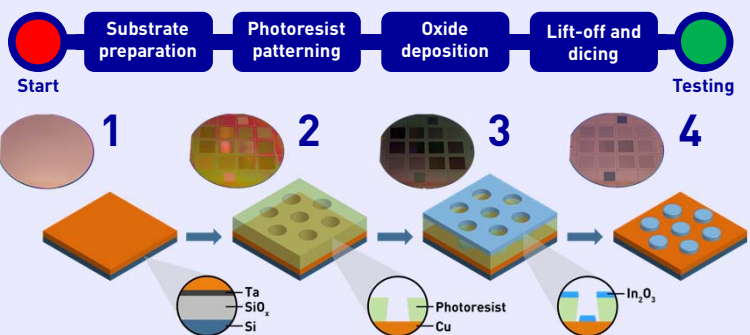 Substrate
preparation
Photoresist
patterning
Oxide
deposition
Lift-off and
dicing
Start
Testing
1
2
3
4
Ta
SiOₓ
Si
Photoresist
Cu
In₂O₃